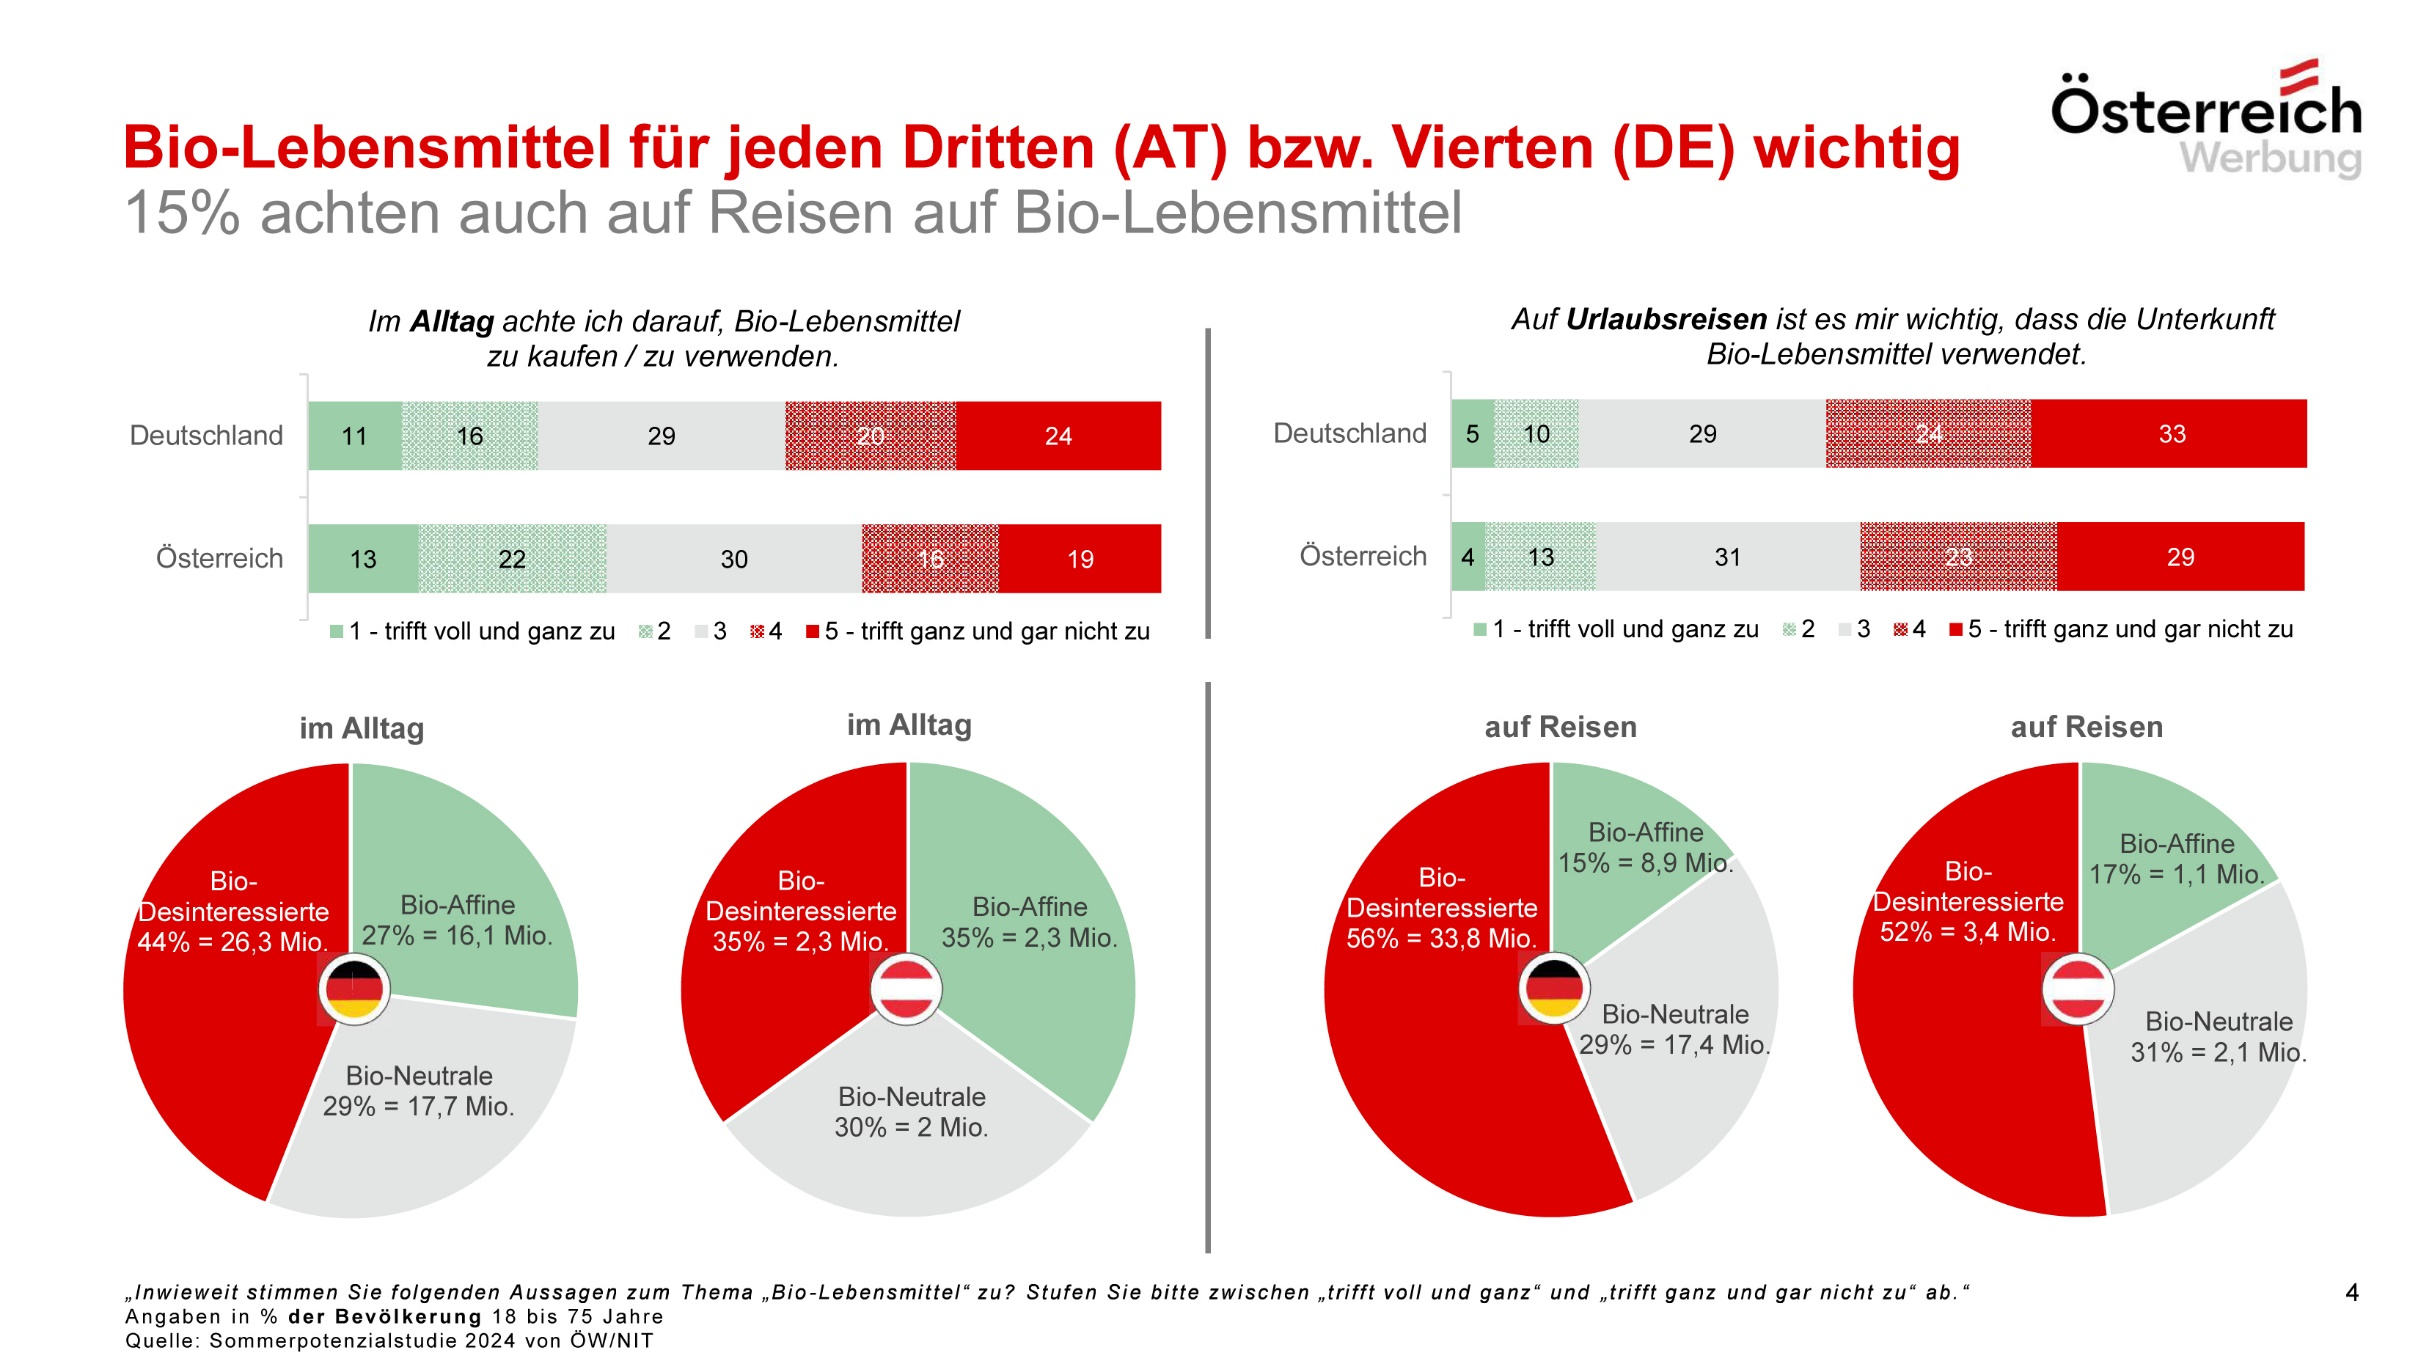 Österreich
Werbung
Bio-Lebensmittel für jeden Dritten (AT) bzw. Vierten (DE) wichtig
15% achten auch auf Reisen auf Bio-Lebensmittel
Im Alltag achte ich darauf, Bio-Lebensmittel
zu kaufen / zu verwenden.
Deutschland 11 16 29 20 24
Österreich 13 22 30 16 19
1 - trifft voll und ganz zu 2 3 4 5 - trifft ganz und gar nicht zu
Auf Urlaubsreisen ist es mir wichtig, dass die Unterkunft
Bio-Lebensmittel verwendet.
Deutschland 5 10 29 24 33
Österreich 4 13 31 23 29
1 - trifft voll und ganz zu 2 3 4 5 - trifft ganz und gar nicht zu
im Alltag
Bio-
Desinteressierte
44% = 26,3 Mio.
Bio-Affine
27% = 16,1 Mio.
Bio-Neutrale
29% = 17,7 Mio.
im Alltag
Bio-
Desinteressierte
35% = 2,3 Mio.
Bio-Affine
35% = 2,3 Mio.
Bio-Neutrale
30% = 2 Mio.
auf Reisen
Bio-
Desinteressierte
56% = 33,8 Mio.
Bio-Affine
15% = 8,9 Mio.
Bio-Neutrale
29% = 17,4 Mio.
auf Reisen
Bio-
Desinteressierte
52% = 3,4 Mio.
Bio-Affine
17% = 1,1 Mio.
Bio-Neutrale
31% = 2,1 Mio.
„Inwieweit stimmen Sie folgenden Aussagen zum Thema „Bio-Lebensmittel“ zu? Stufen Sie bitte zwischen „trifft voll und ganz“ und „trifft ganz und gar nicht zu“ ab.“
Angaben in % der Bevölkerung 18 bis 75 Jahre
Quelle: Sommerpotenzialstudie 2024 von ÖW/NIT
4